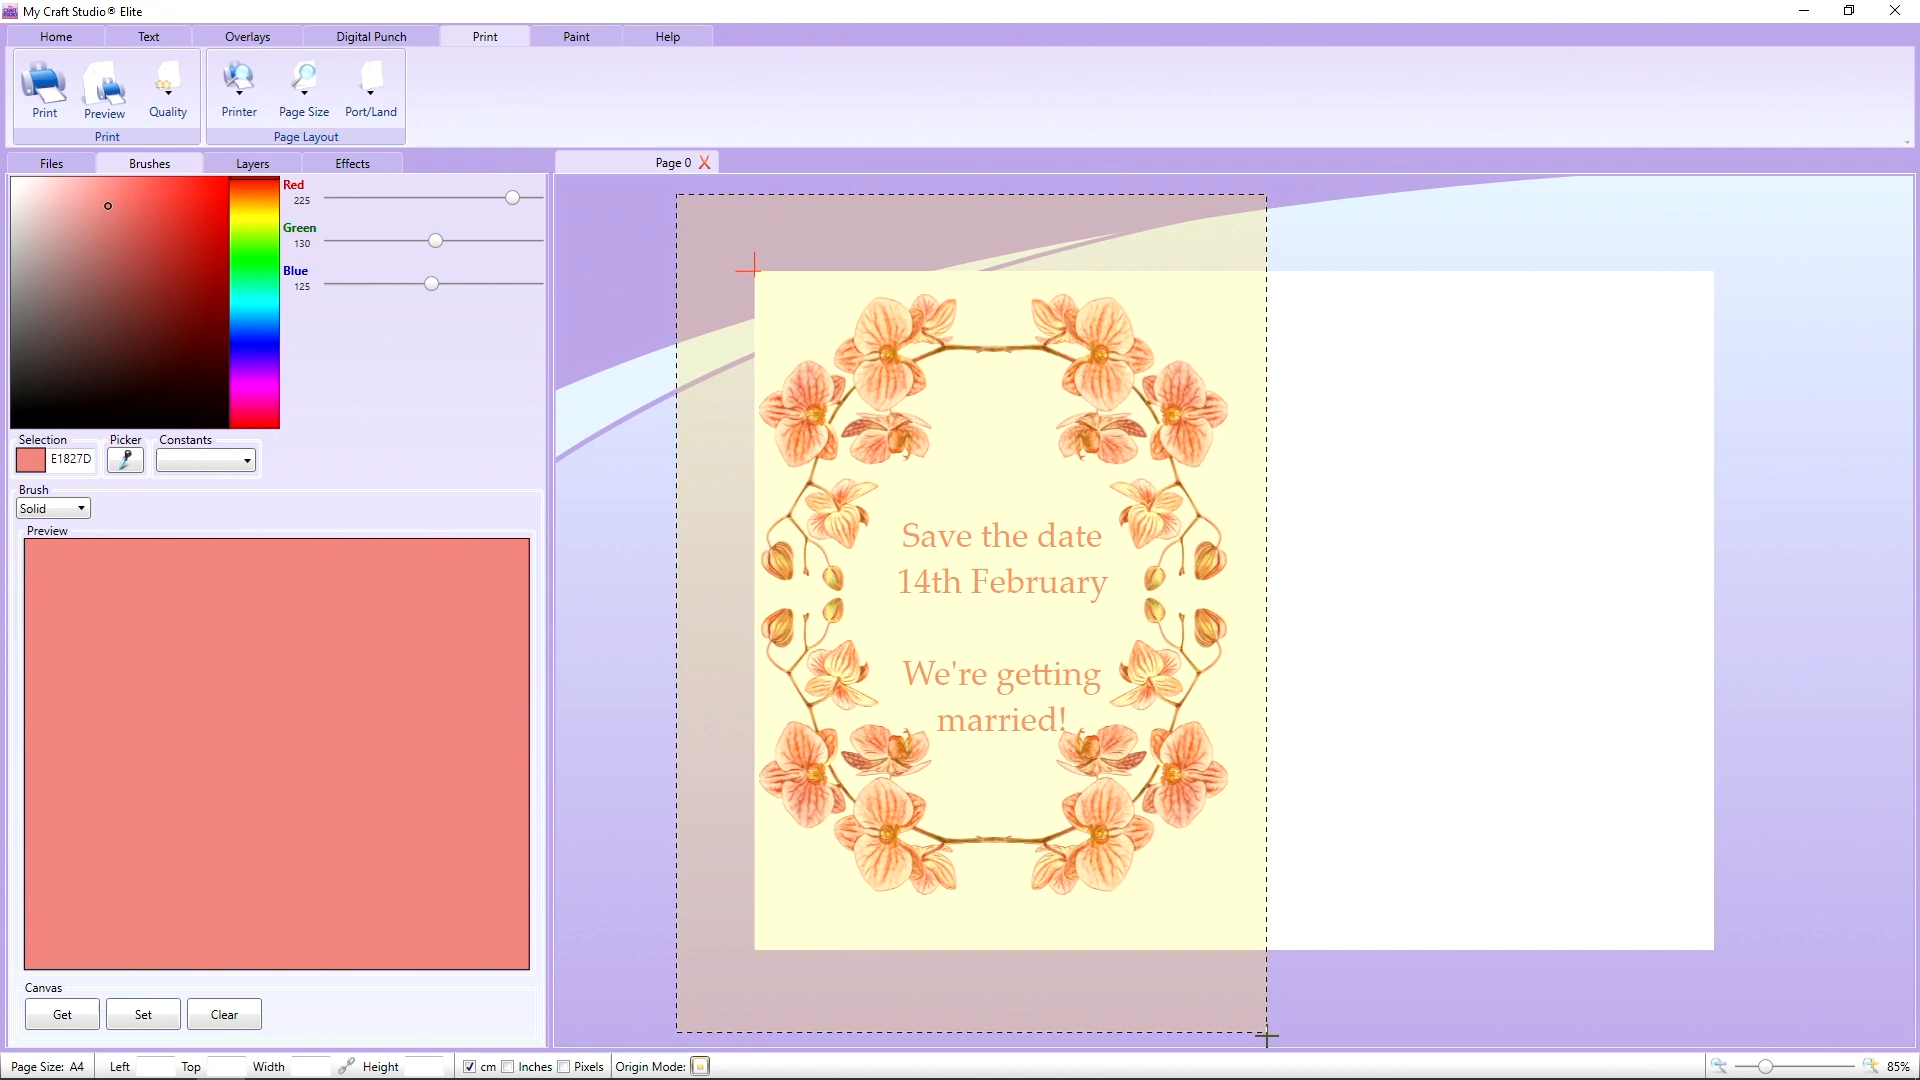 My Craft Studio® Elite
Home Text Overlays Digital Punch Print Paint Help
Print Preview Quality Printer Page Size Port/Land
Print Page Layout
Files Brushes Layers Effects
Page 0
Red
225
Green
130
Blue
125
Selection Picker Constants
E1827D
Brush
Solid
Preview
Save the date
14th February
We're getting
married!
Canvas
Get Set Clear
Page Size: A4 Left Top Width Height cm Inches Pixels Origin Mode: 85%